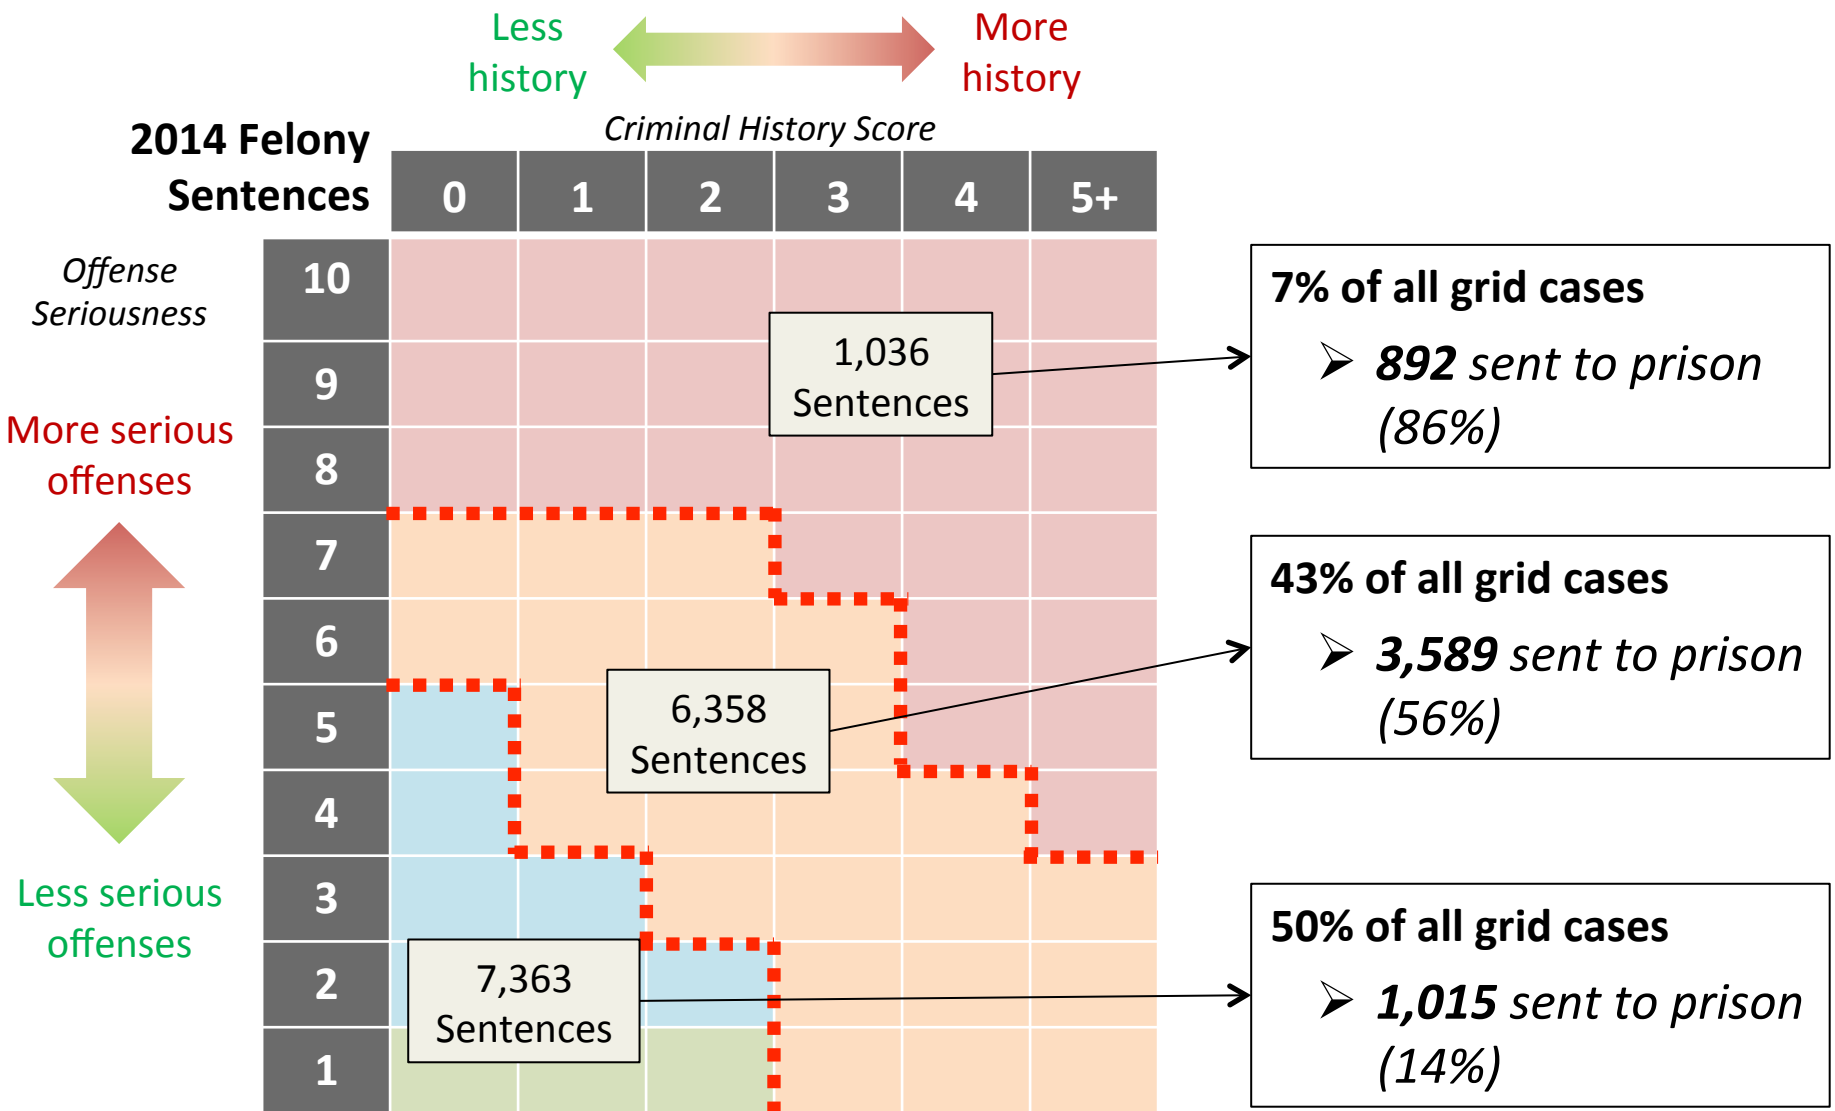 Less
history
More
history
Criminal History Score
2014 Felony
Sentences
0 1 2 3 4 5+
Offense
Seriousness
10
9
8
7
6
5
4
3
2
1
More serious
offenses
Less serious
offenses
1,036
Sentences
6,358
Sentences
7,363
Sentences
7% of all grid cases
➢ 892 sent to prison
(86%)
43% of all grid cases
➢ 3,589 sent to prison
(56%)
50% of all grid cases
➢ 1,015 sent to prison
(14%)